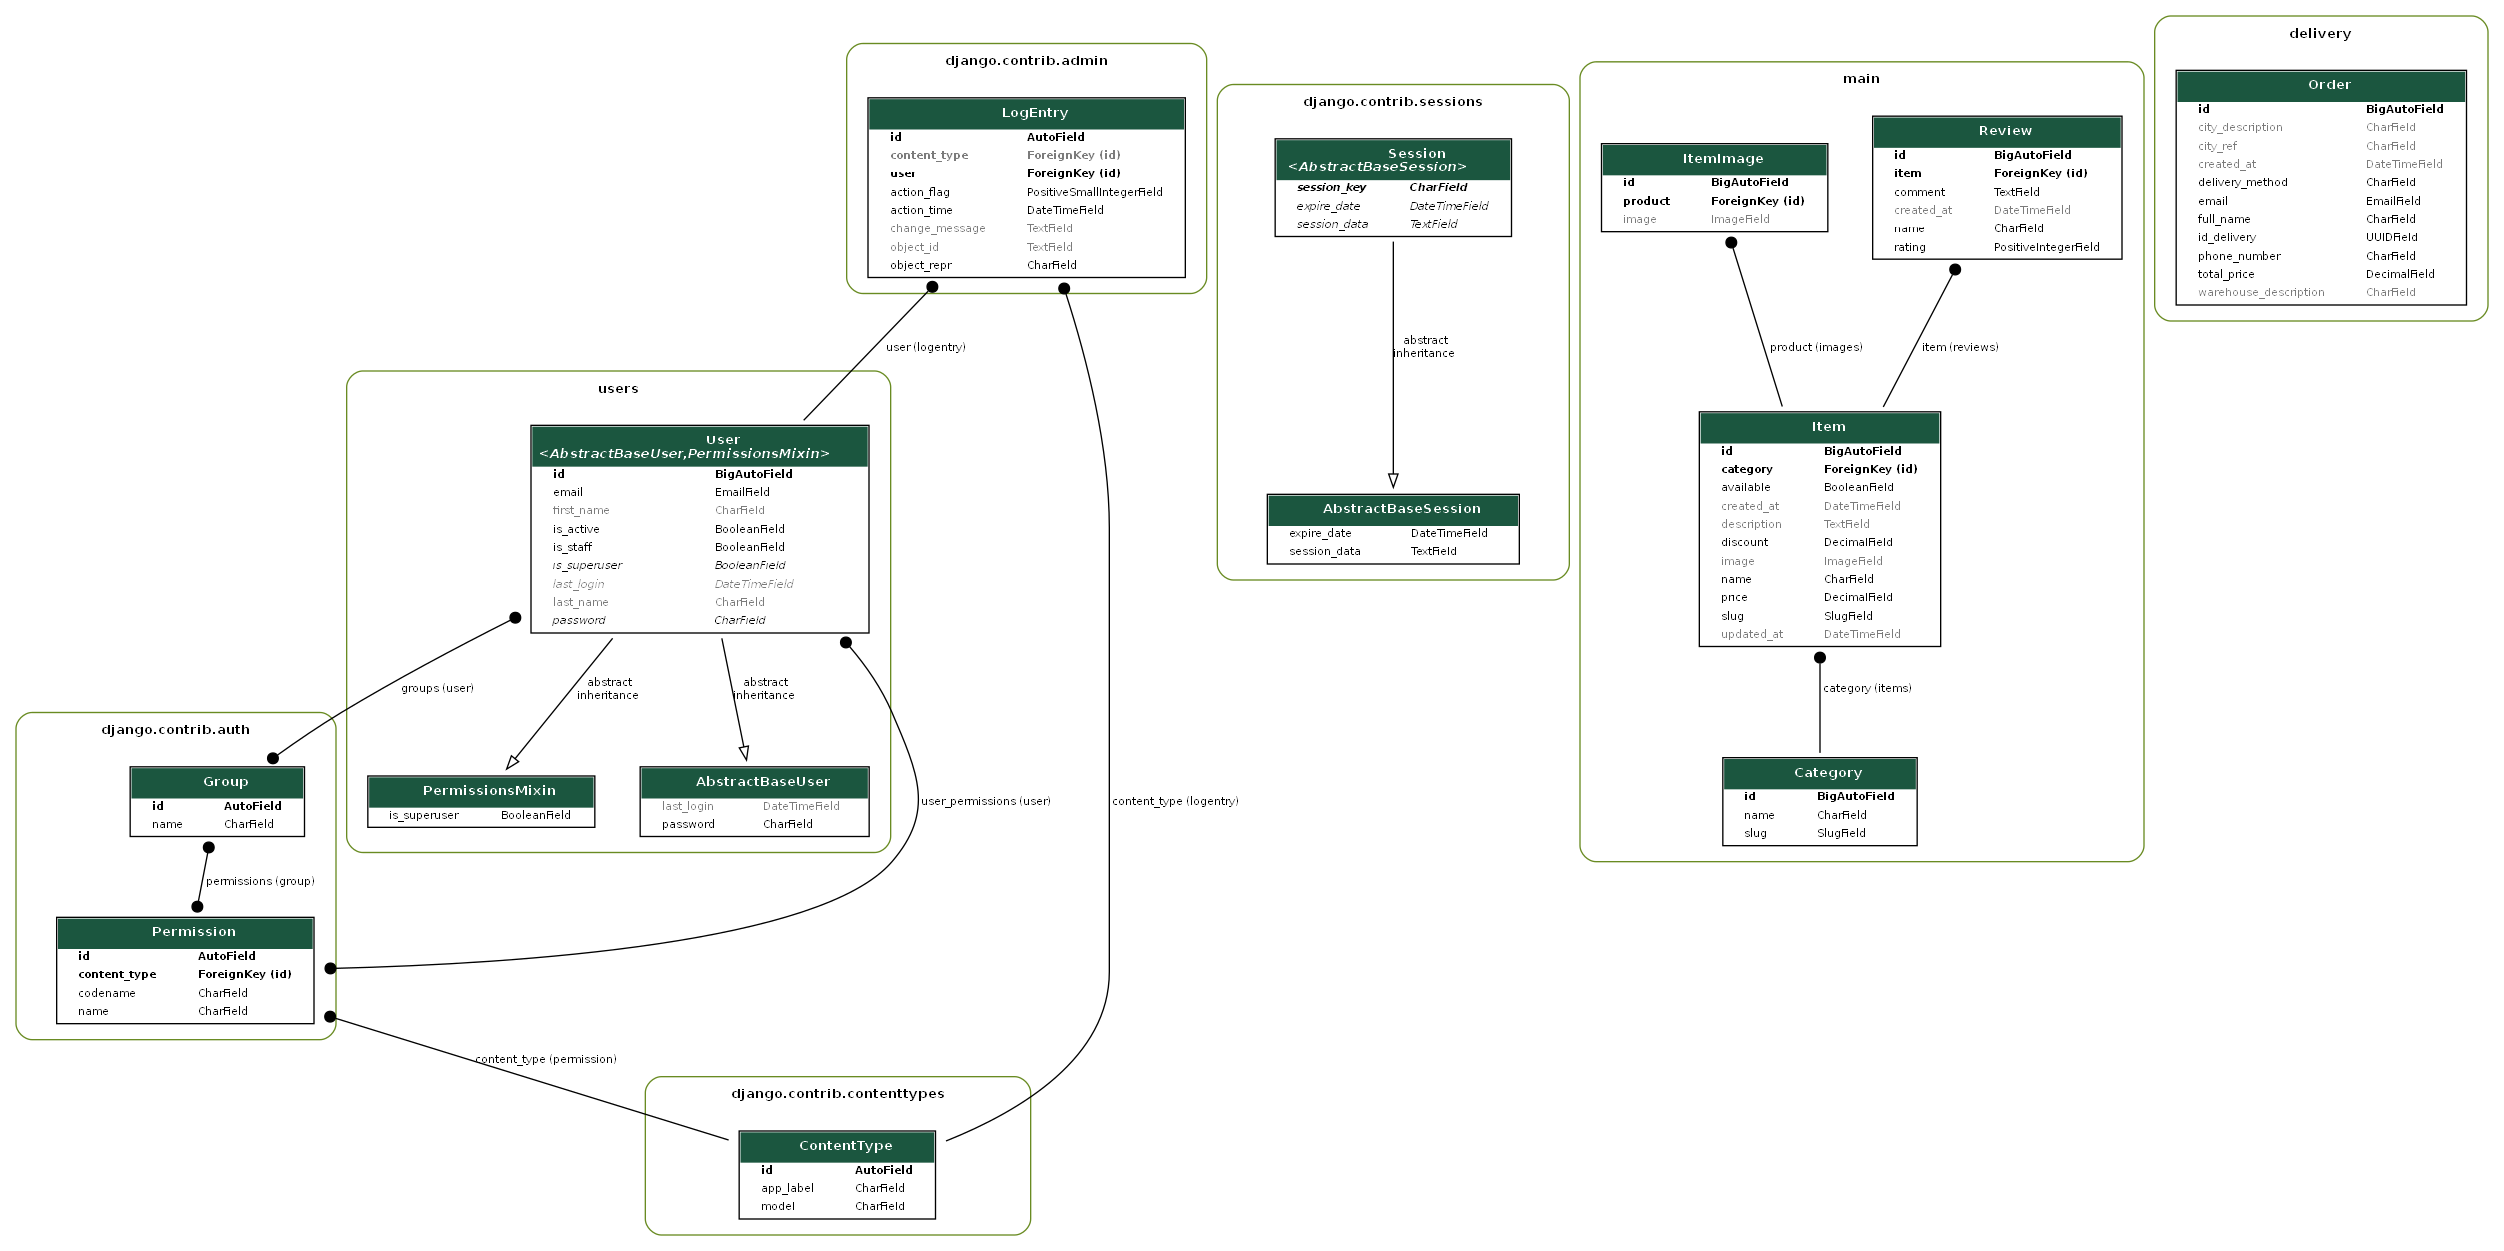 django.contrib.admin
LogEntry
id AutoField
content_type ForeignKey (id)
user ForeignKey (id)
action_flag PositiveSmallIntegerField
action_time DateTimeField
change_message TextField
object_id TextField
object_repr CharField
user (logentry)
content_type (logentry)
users
User
<AbstractBaseUser,PermissionsMixin>
id BigAutoField
email EmailField
first_name CharField
is_active BooleanField
is_staff BooleanField
is_superuser BooleanField
last_login DateTimeField
last_name CharField
password CharField
groups (user)
abstract
inheritance
abstract
inheritance
user_permissions (user)
PermissionsMixin
is_superuser BooleanField
AbstractBaseUser
last_login DateTimeField
password CharField
django.contrib.auth
Group
id AutoField
name CharField
permissions (group)
Permission
id AutoField
content_type ForeignKey (id)
codename CharField
name CharField
content_type (permission)
django.contrib.contenttypes
ContentType
id AutoField
app_label CharField
model CharField
django.contrib.sessions
Session
<AbstractBaseSession>
session_key CharField
expire_date DateTimeField
session_data TextField
abstract
inheritance
AbstractBaseSession
expire_date DateTimeField
session_data TextField
main
ItemImage
id BigAutoField
product ForeignKey (id)
image ImageField
Review
id BigAutoField
item ForeignKey (id)
comment TextField
created_at DateTimeField
name CharField
rating PositiveIntegerField
product (images)
item (reviews)
Item
id BigAutoField
category ForeignKey (id)
available BooleanField
created_at DateTimeField
description TextField
discount DecimalField
image ImageField
name CharField
price DecimalField
slug SlugField
updated_at DateTimeField
category (items)
Category
id BigAutoField
name CharField
slug SlugField
delivery
Order
id BigAutoField
city_description CharField
city_ref CharField
created_at DateTimeField
delivery_method CharField
email EmailField
full_name CharField
id_delivery UUIDField
phone_number CharField
total_price DecimalField
warehouse_description CharField